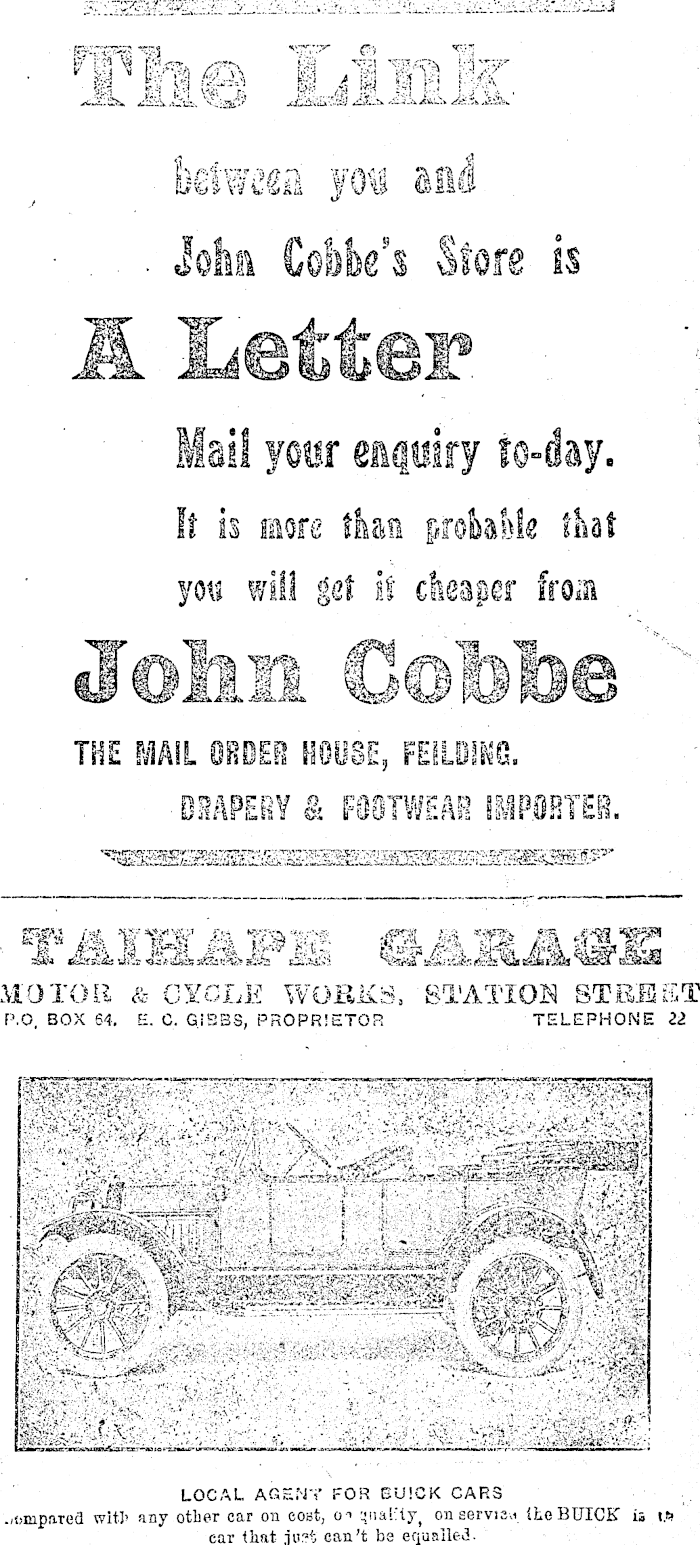 The Link
between you and
John Cobbe's Store is
A Letter
Mail your enquiry to-day.
It is more than probable that
you will get it cheaper from
John Cobbe
THE MAIL ORDER HOUSE, FEILDING.
DRAPERY & FOOTWEAR IMPORTER.
TAIHAPE GARAGE
MOTOR & CYCLE WORKS, STATION STREET
P.O. BOX 64. E. C. GIBBS, PROPRIETOR TELEPHONE 22
LOCAL AGENT FOR BUICK CARS
compared with any other car on cost, on quality, on service the BUICK is the
car that just can't be equalled.